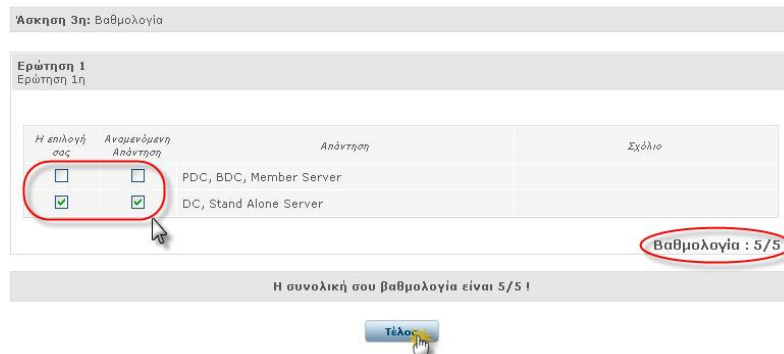 Άσκηση 3η: Βαθμολογία
Ερώτηση 1
Ερώτηση 1η
Η επιλογή σας Αναμενόμενη Απάντηση Απάντηση Σχόλιο
PDC, BDC, Member Server
DC, Stand Alone Server
Βαθμολογία : 5/5
Η συνολική σου βαθμολογία είναι 5/5 !
Τέλος